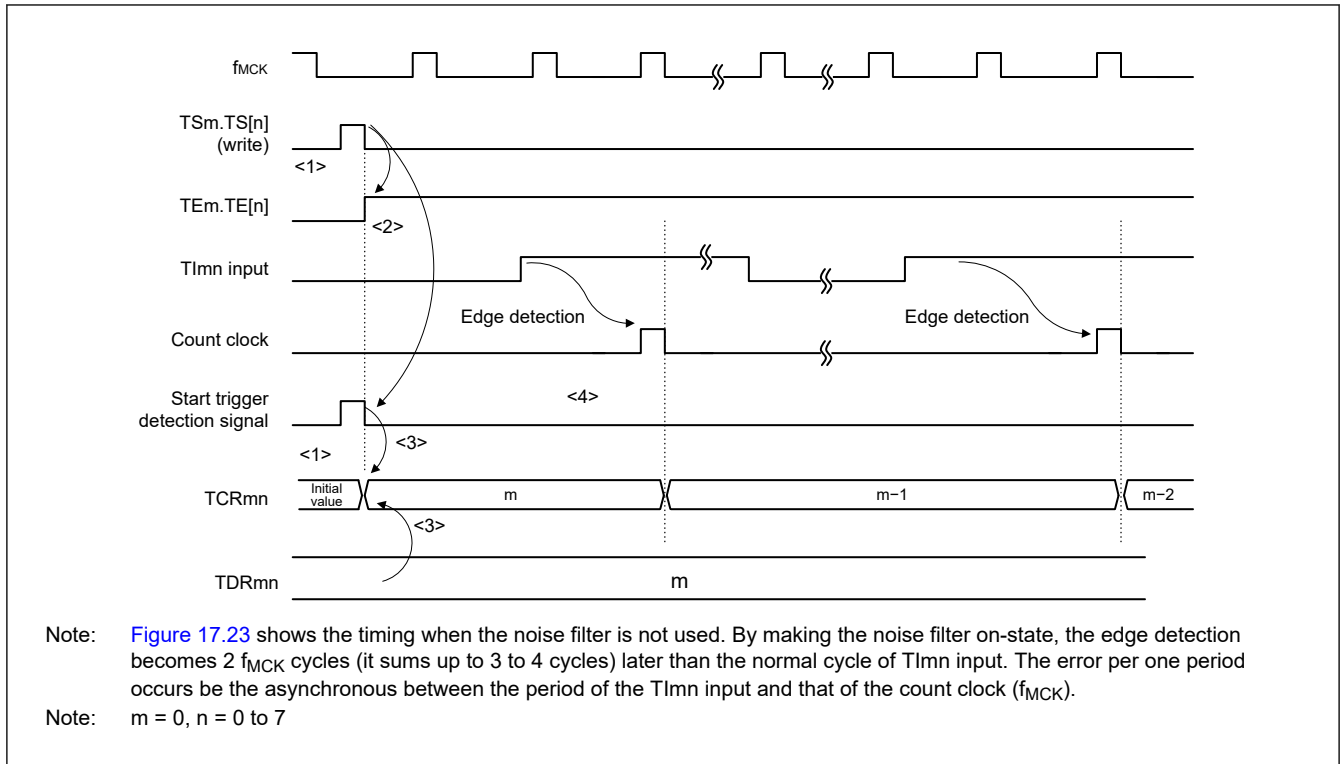 fMCK
TSm.TS[n]
(write)
<1>
TEm.TE[n]
<2>
TImn input
Edge detection
Edge detection
Count clock
Start trigger
detection signal
<4>
<1>
<3>
TCRmn
Initial
value
m
m−1
m−2
<3>
TDRmn
m
Note: Figure 17.23 shows the timing when the noise filter is not used. By making the noise filter on-state, the edge detection
becomes 2 fMCK cycles (it sums up to 3 to 4 cycles) later than the normal cycle of TImn input. The error per one period
occurs be the asynchronous between the period of the TImn input and that of the count clock (fMCK).
Note: m = 0, n = 0 to 7